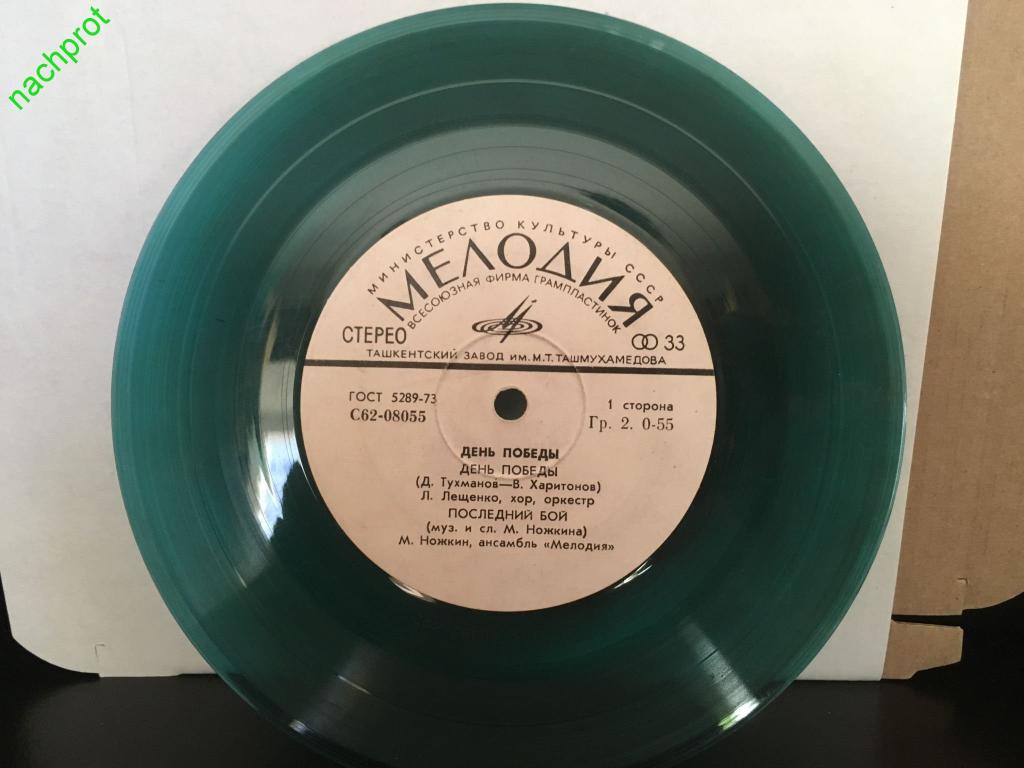 nachprot
МИНИСТЕРСТВО КУЛЬТУРЫ СССР
МЕЛОДИЯ
ВСЕСОЮЗНАЯ ФИРМА ГРАМПЛАСТИНОК
СТЕРЕО 33
ТАШКЕНТСКИЙ ЗАВОД ИМ. М.Т. ТАШМУХАМЕДОВА
ГОСТ 5289-73
С62-08055
1 сторона
Гр. 2. 0-55
ДЕНЬ ПОБЕДЫ
ДЕНЬ ПОБЕДЫ
(Д. Тухманов—В. Харитонов)
Л. Лещенко, хор, оркестр
ПОСЛЕДНИЙ БОЙ
(муз. и сл. М. Ножкина)
М. Ножкин, ансамбль «Мелодия»